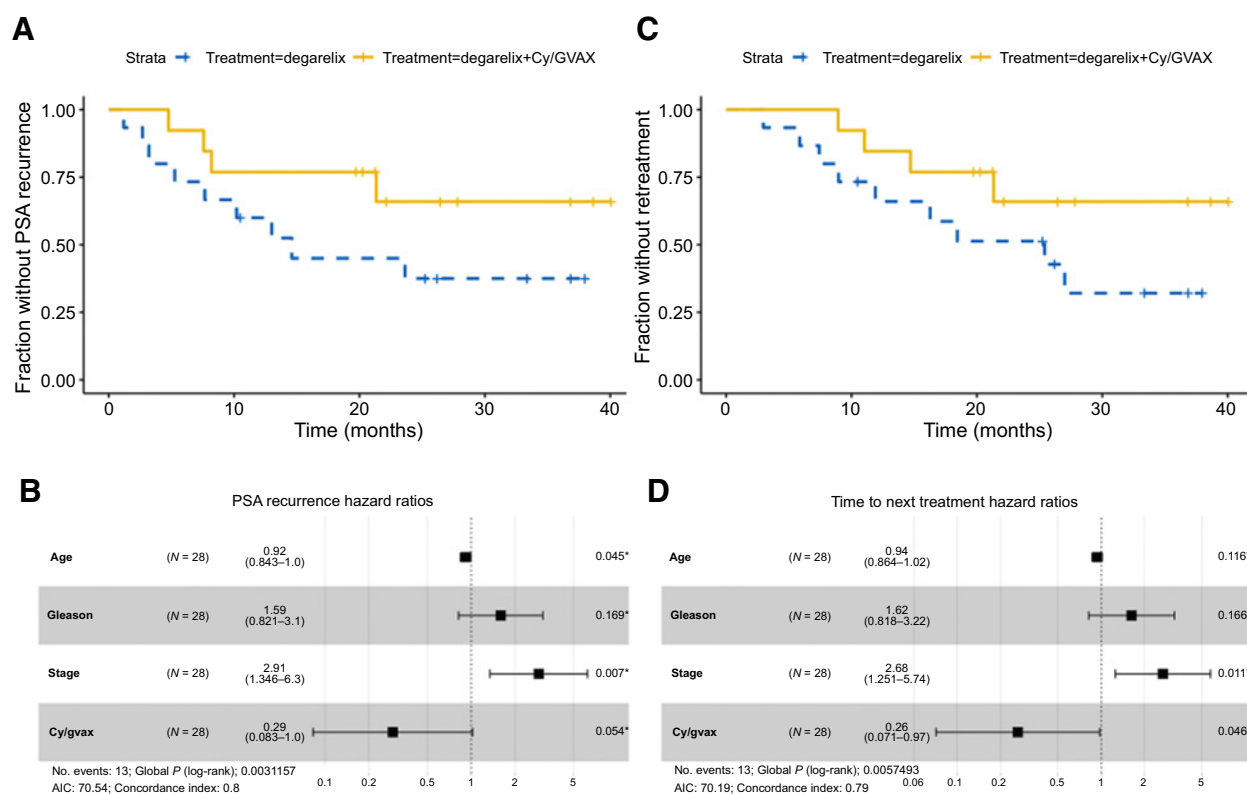 A
Strata Treatment=degarelix Treatment=degarelix+Cy/GVAX
Fraction without PSA recurrence
1.00
0.75
0.50
0.25
0.00
0 10 20 30 40
Time (months)
C
Strata Treatment=degarelix Treatment=degarelix+Cy/GVAX
Fraction without retreatment
1.00
0.75
0.50
0.25
0.00
0 10 20 30 40
Time (months)
B
PSA recurrence hazard ratios
Age (N = 28) 0.92 0.045*
(0.843–1.0)
Gleason (N = 28) 1.59 0.169*
(0.821–3.1)
Stage (N = 28) 2.91 0.007*
(1.346–6.3)
Cy/gvax (N = 28) 0.29 0.054*
(0.083–1.0)
No. events: 13; Global P (log-rank); 0.0031157
AIC: 70.54; Concordance index: 0.8
0.1 0.2 0.5 1 2 5
D
Time to next treatment hazard ratios
Age (N = 28) 0.94 0.116*
(0.864–1.02)
Gleason (N = 28) 1.62 0.166
(0.818–3.22)
Stage (N = 28) 2.68 0.011*
(1.251–5.74)
Cy/gvax (N = 28) 0.26 0.046
(0.071–0.97)
No. events: 13; Global P (log-rank); 0.0057493
AIC: 70.19; Concordance index: 0.79
0.06 0.1 0.2 0.5 1 2 5